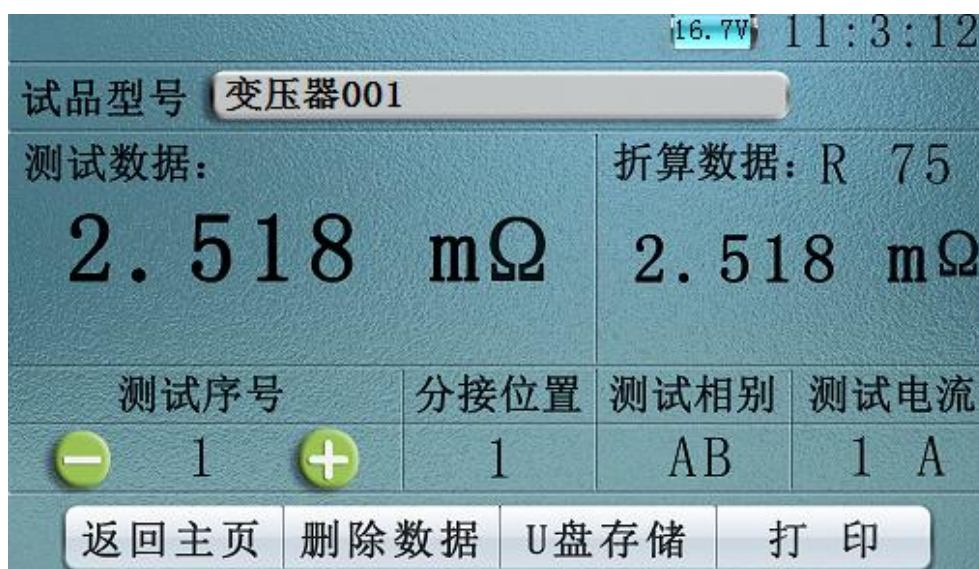 16.7V 11:3:12
试品型号 变压器001
测试数据: 折算数据: R 75
2.518 mΩ 2.518 mΩ
测试序号 分接位置 测试相别 测试电流
1 1 AB 1 A
返回主页 删除数据 U盘存储 打 印